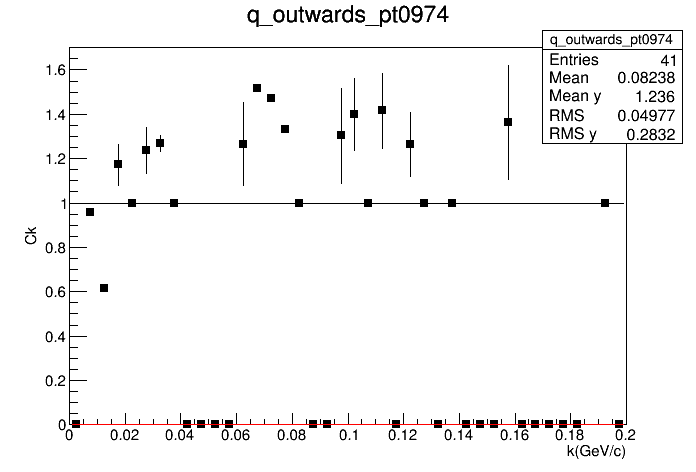 q_outwards_pt0974
q_outwards_pt0974
Entries 41
Mean 0.08238
Mean y 1.236
RMS 0.04977
RMS y 0.2832
1.6
1.4
1.2
1
0.8
0.6
0.4
0.2
0
Ck
0 0.02 0.04 0.06 0.08 0.1 0.12 0.14 0.16 0.18 0.2
k(GeV/c)